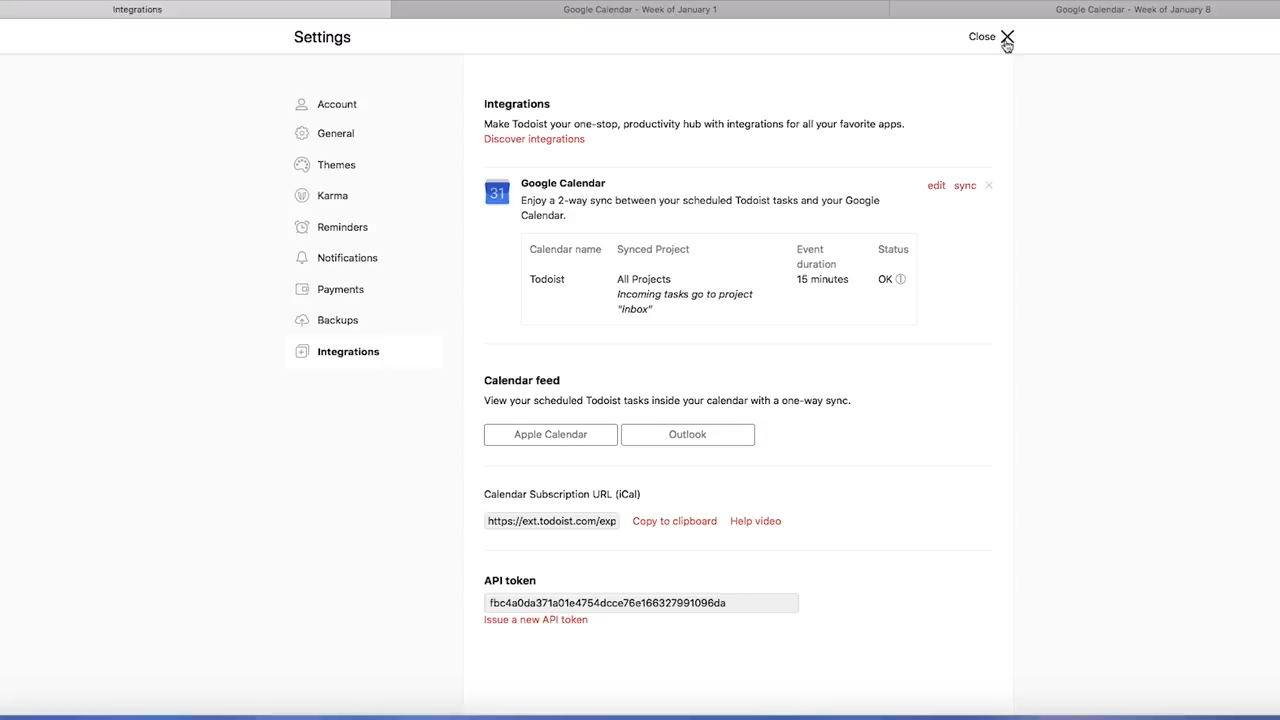 Integrations
Google Calendar - Week of January 1
Google Calendar - Week of January 8
Settings
Close
Account
General
Themes
Karma
Reminders
Notifications
Payments
Backups
Integrations
Integrations
Make Todoist your one-stop, productivity hub with integrations for all your favorite apps.
Discover integrations
31
Google Calendar
edit sync
Enjoy a 2-way sync between your scheduled Todoist tasks and your Google
Calendar.
Calendar name Synced Project Event duration Status
Todoist All Projects 15 minutes OK
Incoming tasks go to project
"Inbox"
Calendar feed
View your scheduled Todoist tasks inside your calendar with a one-way sync.
Apple Calendar Outlook
Calendar Subscription URL (iCal)
https://ext.todoist.com/exp Copy to clipboard Help video
API token
fbc4a0da371a01e4754dcce76e166327991096da
Issue a new API token